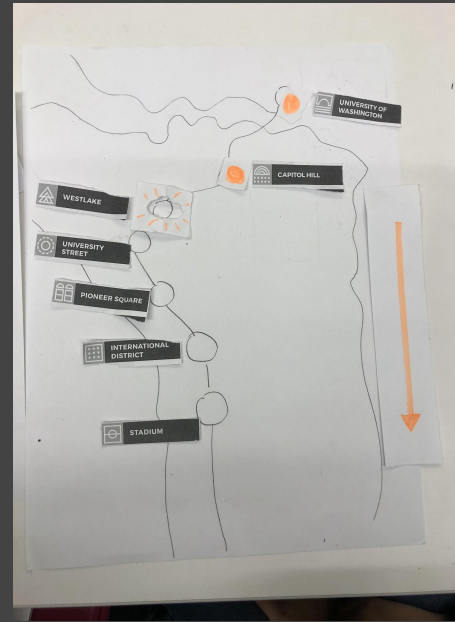 UNIVERSITY OF
WASHINGTON
CAPITOL HILL
WESTLAKE
UNIVERSITY
STREET
PIONEER SQUARE
INTERNATIONAL
DISTRICT
STADIUM